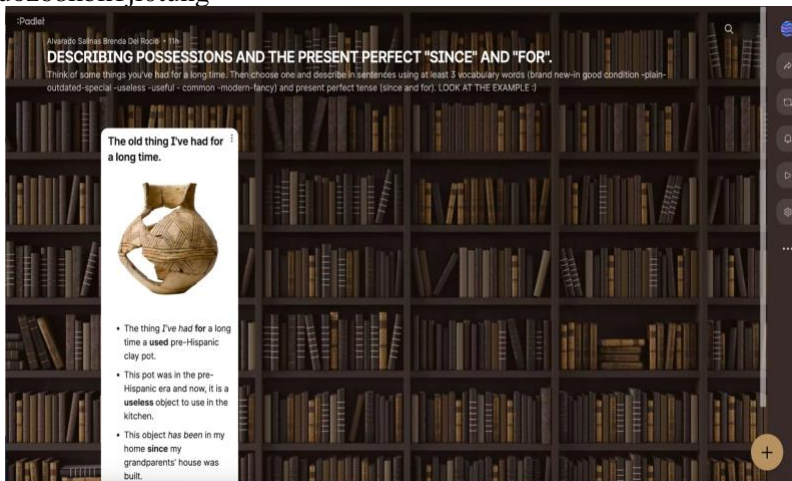 :Padlet
Alvarado Salinas Brenda Del Rocio • 11h
DESCRIBING POSSESSIONS AND THE PRESENT PERFECT "SINCE" AND "FOR".
Think of some things you've had for a long time. Then choose one and describe in sentences using at least 3 vocabulary words (brand new-in good condition -plain-
outdated-special -useless -useful - common -modern-fancy) and present perfect tense (since and for). LOOK AT THE EXAMPLE :)
The old thing I've had for
a long time.
• The thing I've had for a long
time a used pre-Hispanic
clay pot.
• This pot was in the pre-
Hispanic era and now, it is a
useless object to use in the
kitchen.
• This object has been in my
home since my
grandparents' house was
built.